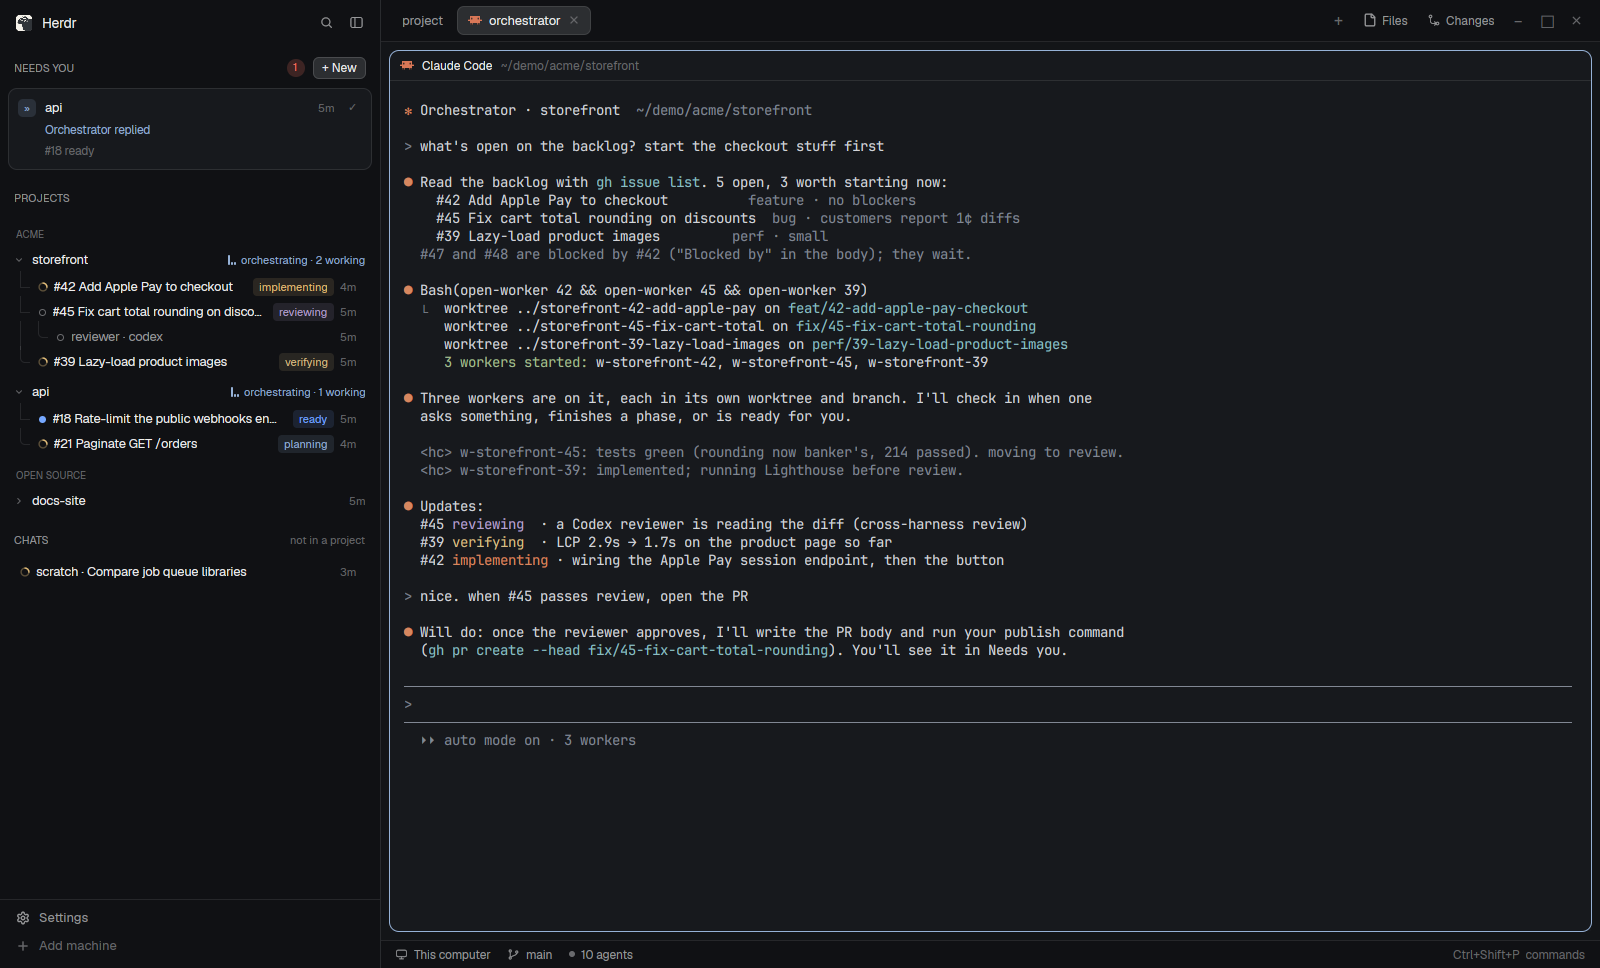 Herdr
NEEDS YOU 1 + New
» api 5m ✓
Orchestrator replied
#18 ready
PROJECTS
ACME
storefront orchestrating · 2 working
#42 Add Apple Pay to checkout implementing 4m
#45 Fix cart total rounding on disco... reviewing 5m
reviewer · codex 5m
#39 Lazy-load product images verifying 5m
api orchestrating · 1 working
#18 Rate-limit the public webhooks en... ready 5m
#21 Paginate GET /orders planning 4m
OPEN SOURCE
docs-site 5m
CHATS not in a project
scratch · Compare job queue libraries 3m
Settings
+ Add machine
project orchestrator ×
+ Files Changes
Claude Code ~/demo/acme/storefront
✻ Orchestrator · storefront ~/demo/acme/storefront
> what's open on the backlog? start the checkout stuff first
● Read the backlog with gh issue list. 5 open, 3 worth starting now:
#42 Add Apple Pay to checkout feature · no blockers
#45 Fix cart total rounding on discounts bug · customers report 1¢ diffs
#39 Lazy-load product images perf · small
#47 and #48 are blocked by #42 ("Blocked by" in the body); they wait.
● Bash(open-worker 42 && open-worker 45 && open-worker 39)
└ worktree ../storefront-42-add-apple-pay on feat/42-add-apple-pay-checkout
worktree ../storefront-45-fix-cart-total on fix/45-fix-cart-total-rounding
worktree ../storefront-39-lazy-load-images on perf/39-lazy-load-product-images
3 workers started: w-storefront-42, w-storefront-45, w-storefront-39
● Three workers are on it, each in its own worktree and branch. I'll check in when one
asks something, finishes a phase, or is ready for you.
<hc> w-storefront-45: tests green (rounding now banker's, 214 passed). moving to review.
<hc> w-storefront-39: implemented; running Lighthouse before review.
● Updates:
#45 reviewing · a Codex reviewer is reading the diff (cross-harness review)
#39 verifying · LCP 2.9s → 1.7s on the product page so far
#42 implementing · wiring the Apple Pay session endpoint, then the button
> nice. when #45 passes review, open the PR
● Will do: once the reviewer approves, I'll write the PR body and run your publish command
(gh pr create --head fix/45-fix-cart-total-rounding). You'll see it in Needs you.
>
auto mode on · 3 workers
This computer main 10 agents
Ctrl+Shift+P commands